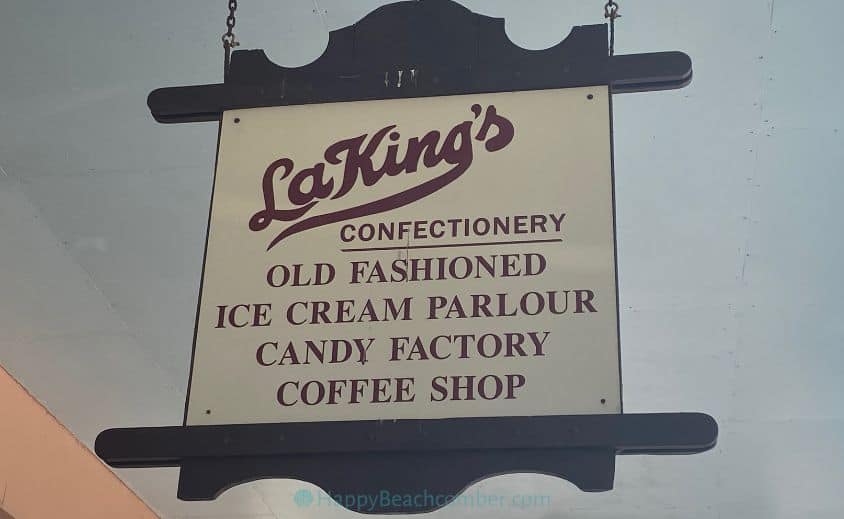 LaKing's
CONFECTIONERY
OLD FASHIONED
ICE CREAM PARLOUR
CANDY FACTORY
COFFEE SHOP
HappyBeachcomber.com